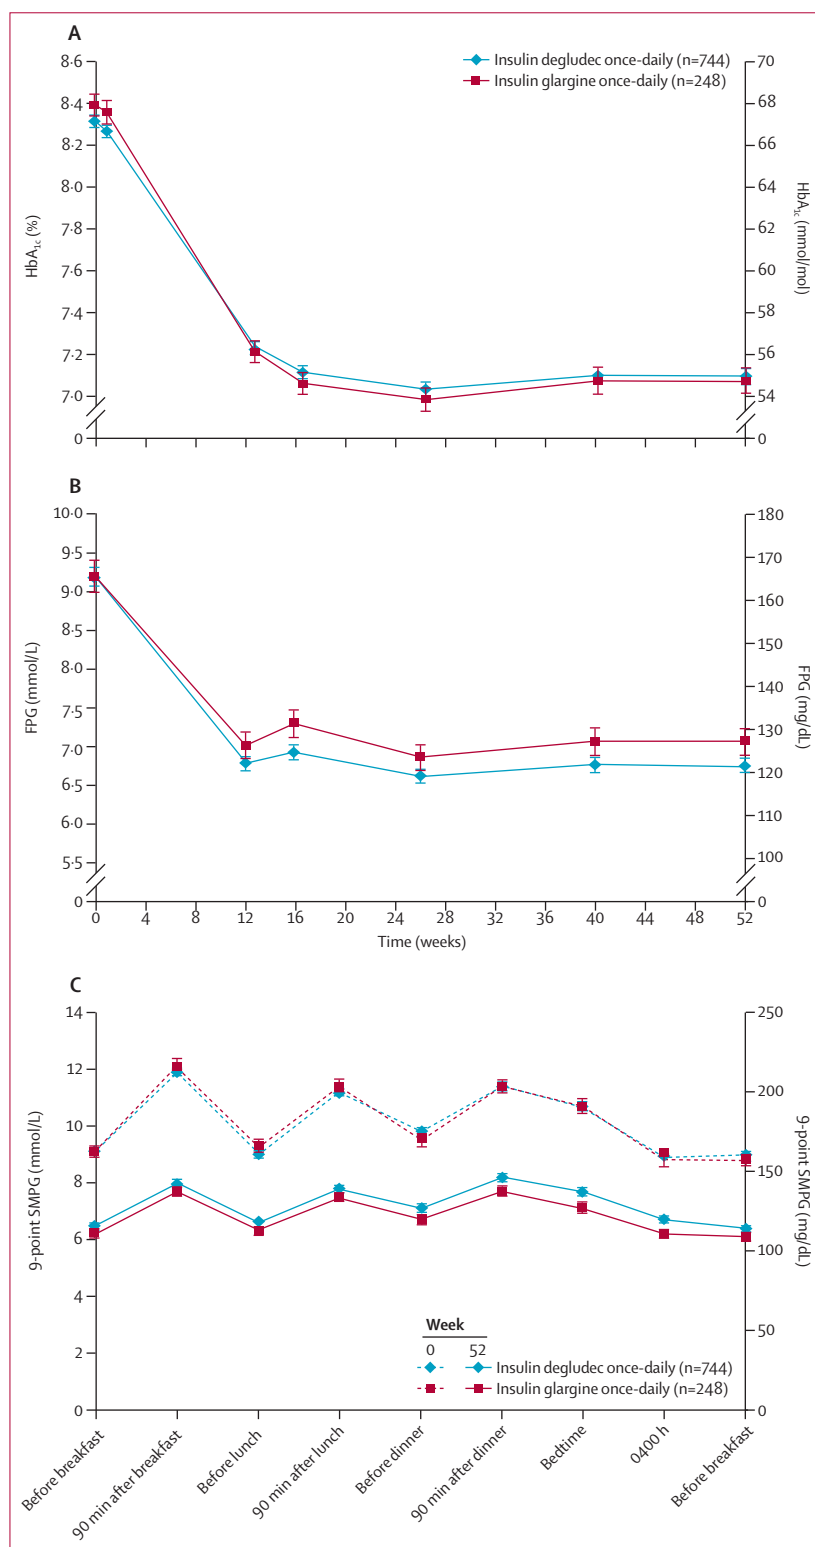 A
Insulin degludec once-daily (n=744)
Insulin glargine once-daily (n=248)
HbA1c (%)
8·6
8·4
8·2
8·0
7·8
7·6
7·4
7·2
7·0
0
HbA1c (mmol/mol)
70
68
66
64
62
60
58
56
54
0
B
FPG (mmol/L)
10·0
9·5
9·0
8·5
8·0
7·5
7·0
6·5
6·0
5·5
0
FPG (mg/dL)
180
170
160
150
140
130
120
110
100
0
0 4 8 12 16 20 24 28 32 36 40 44 48 52
Time (weeks)
C
9-point SMPG (mmol/L)
14
12
10
8
6
4
2
0
9-point SMPG (mg/dL)
250
200
150
100
50
0
Week
0 52
Insulin degludec once-daily (n=744)
Insulin glargine once-daily (n=248)
Before breakfast
90 min after breakfast
Before lunch
90 min after lunch
Before dinner
90 min after dinner
Bedtime
0400 h
Before breakfast